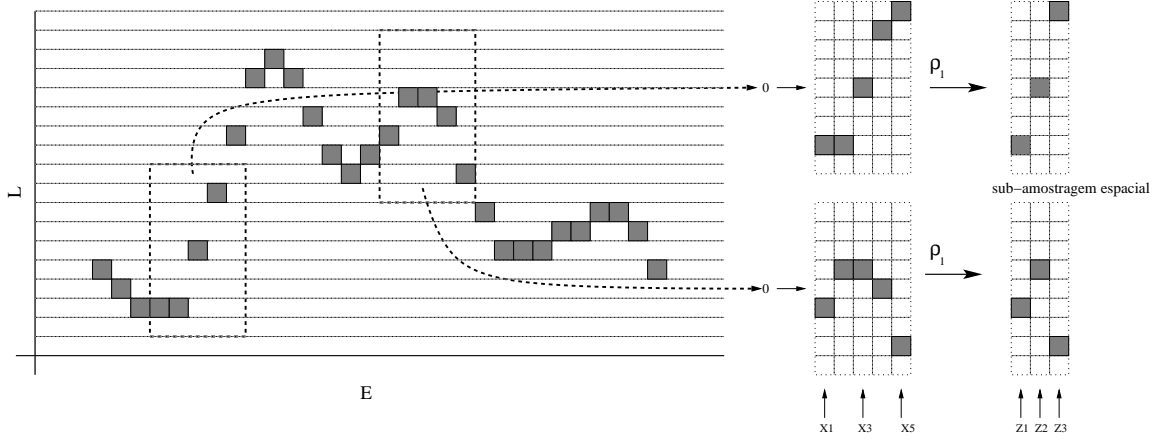 L
E
0
ρ1
sub-amostragem espacial
0
ρ1
X1 X3 X5
Z1 Z2 Z3